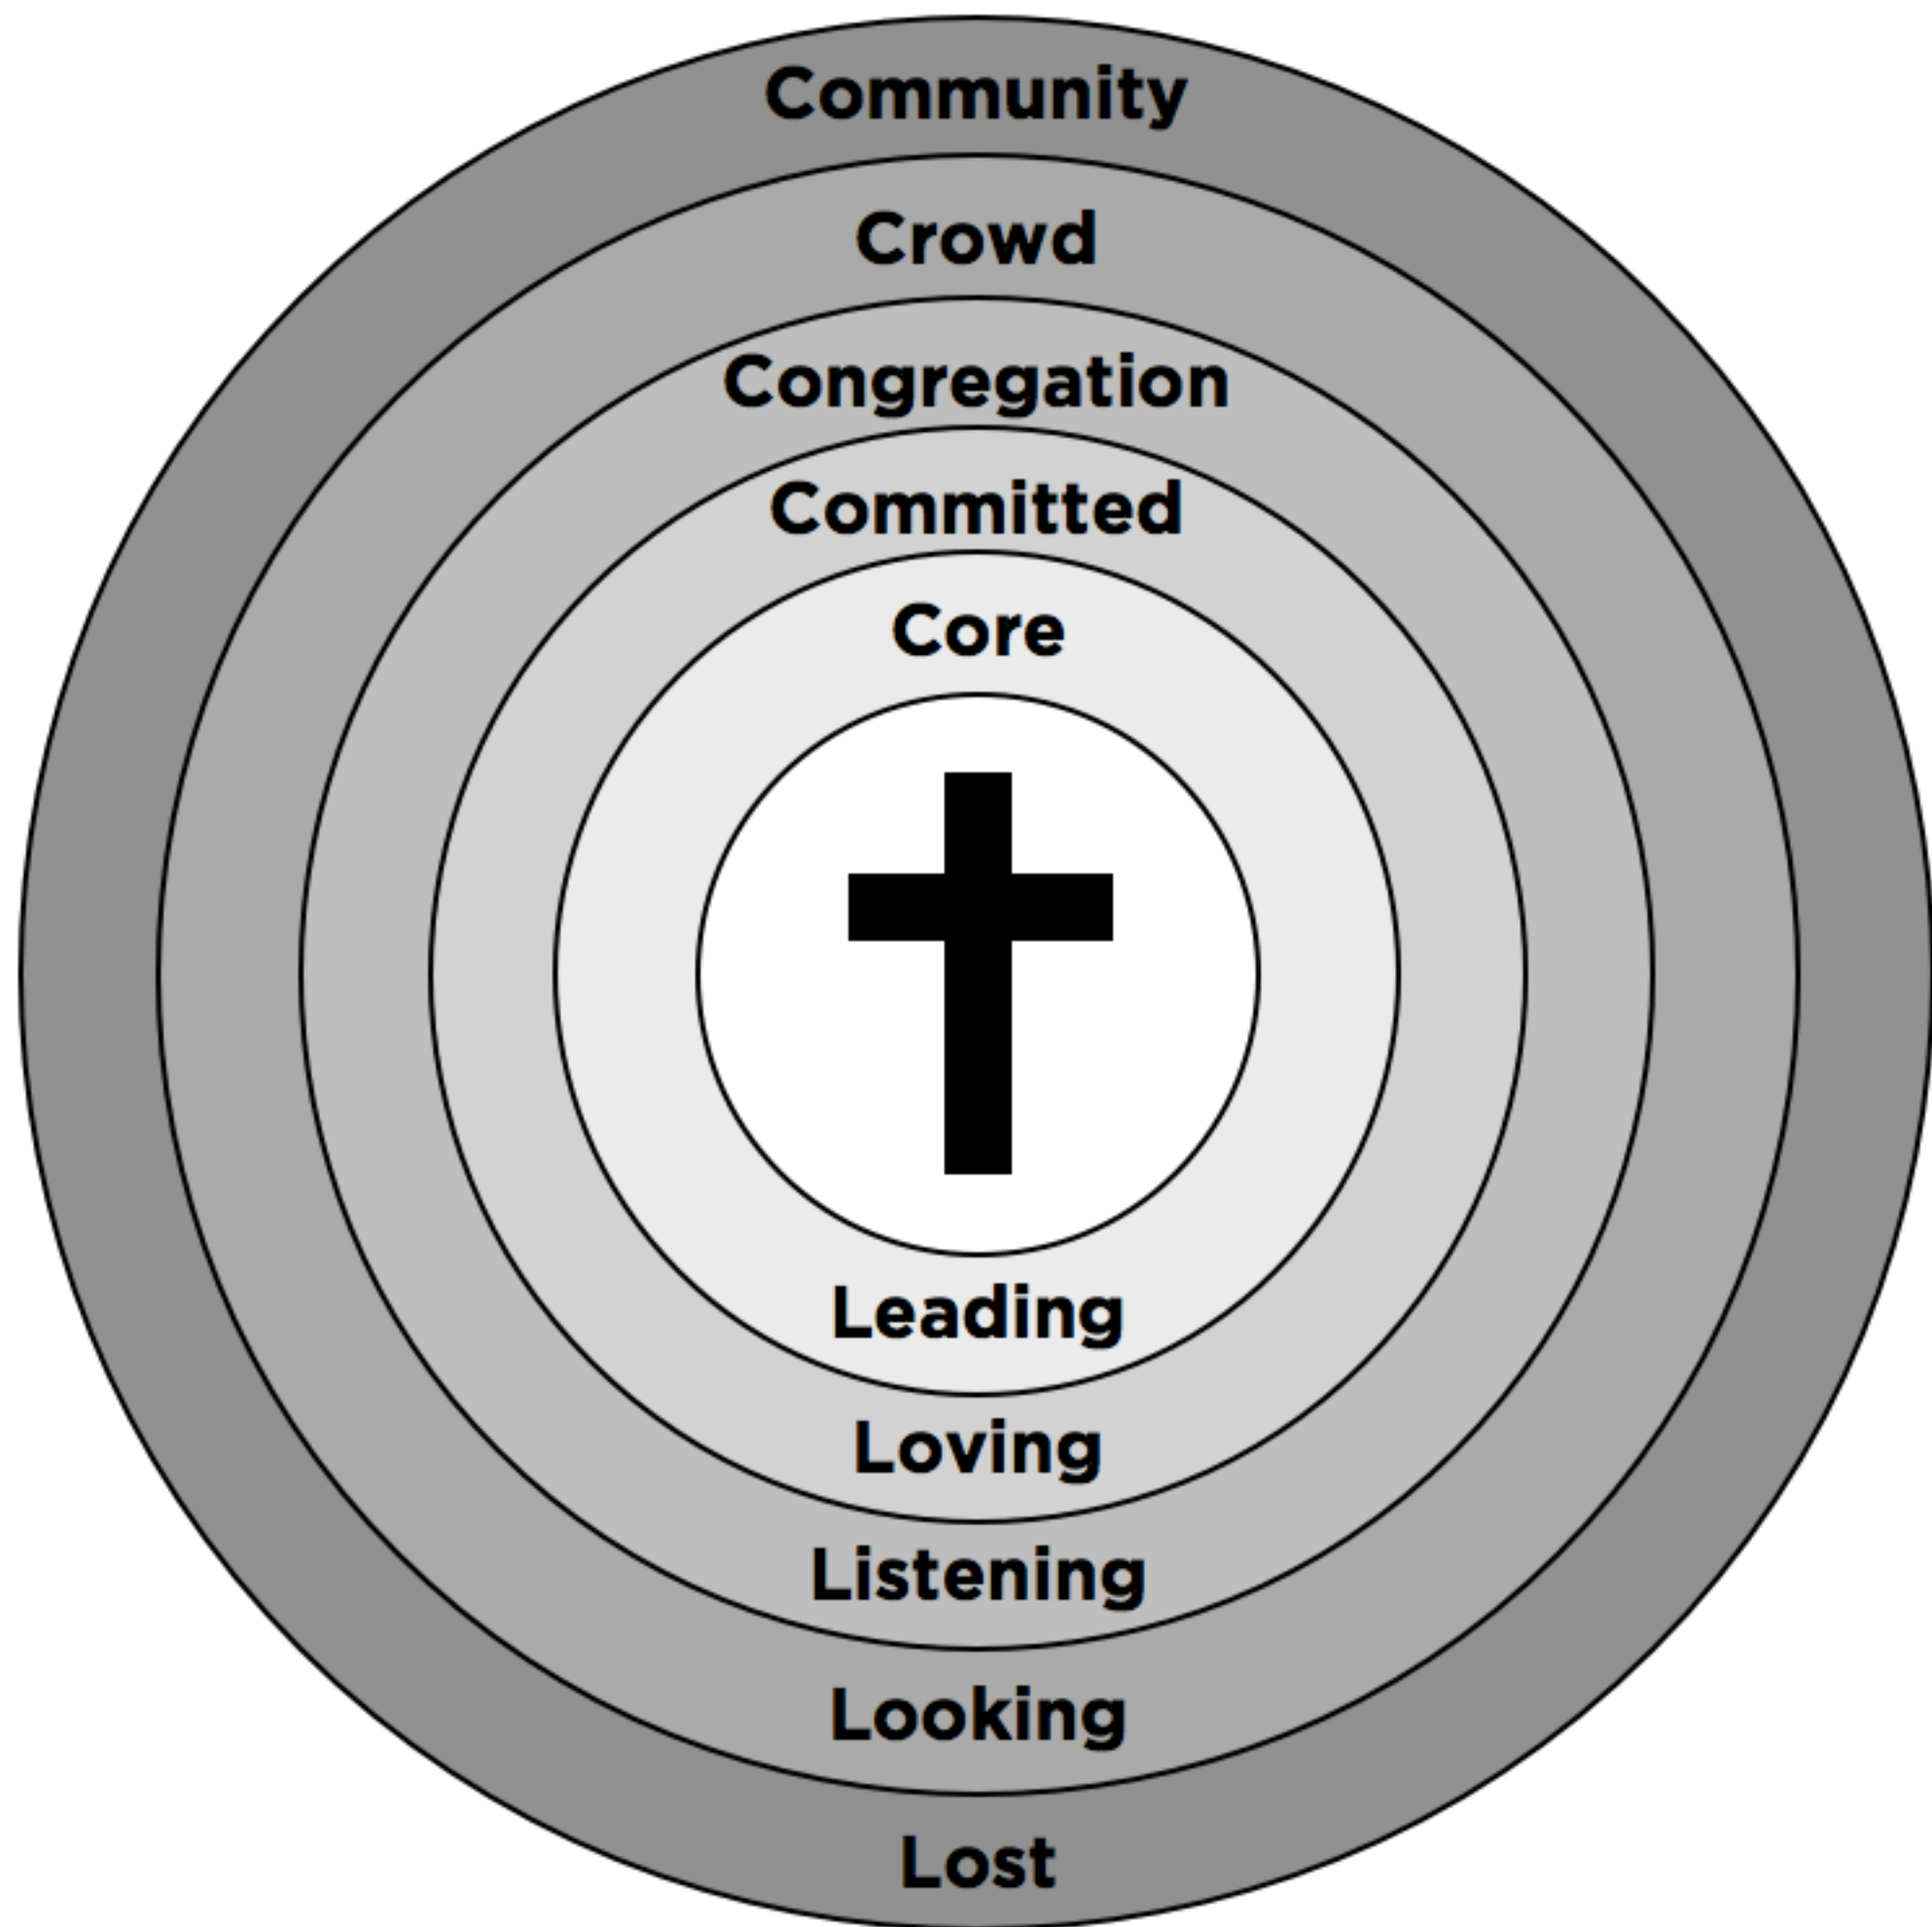 Community
Crowd
Congregation
Committed
Core
Leading
Loving
Listening
Looking
Lost